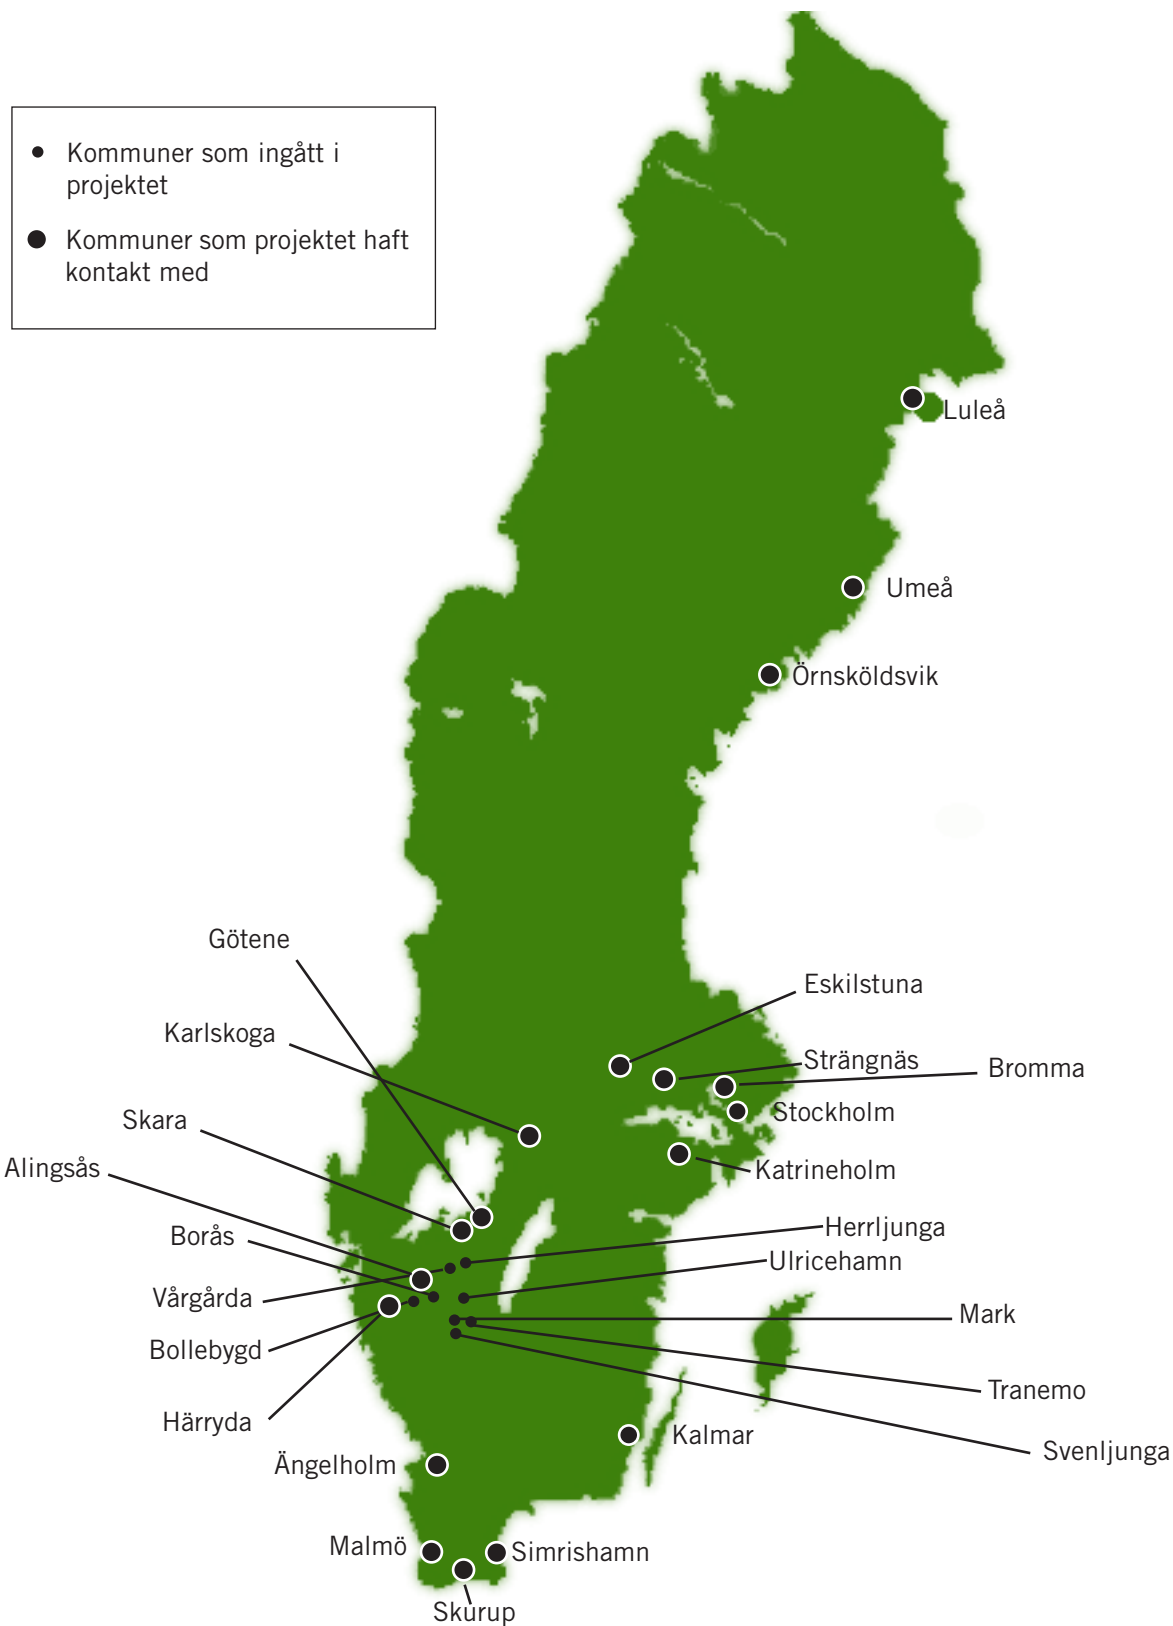 Kommuner som ingått i
projektet
Kommuner som projektet haft
kontakt med
Luleå
Umeå
Örnsköldsvik
Götene
Eskilstuna
Karlskoga
Strängnäs
Bromma
Stockholm
Skara
Alingsås
Katrineholm
Borås
Herrljunga
Ulricehamn
Vårgårda
Mark
Bollebygd
Tranemo
Härryda
Kalmar
Svenljunga
Ängelholm
Malmö
Simrishamn
Skurup